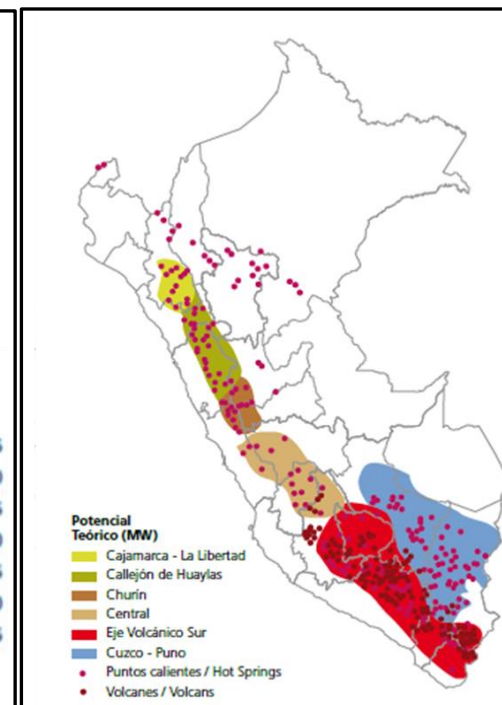 Potencial
Teórico (MW)
Cajamarca - La Libertad
Callejón de Huaylas
Churín
Central
Eje Volcánico Sur
Cuzco - Puno
Puntos calientes / Hot Springs
Volcanes / Volcans